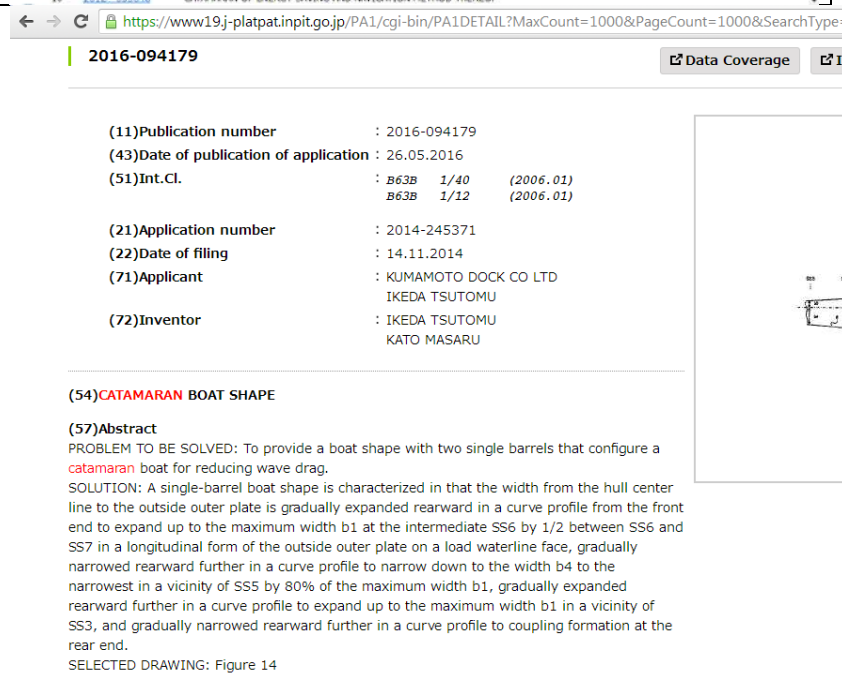 https://www19.j-platpat.inpit.go.jp/PA1/cgi-bin/PA1DETAIL?MaxCount=1000&PageCount=1000&SearchType=
2016-094179
Data Coverage
(11)Publication number : 2016-094179
(43)Date of publication of application : 26.05.2016
(51)Int.Cl. : B63B 1/40 (2006.01)
B63B 1/12 (2006.01)
(21)Application number : 2014-245371
(22)Date of filing : 14.11.2014
(71)Applicant : KUMAMOTO DOCK CO LTD
IKEDA TSUTOMU
(72)Inventor : IKEDA TSUTOMU
KATO MASARU
(54)CATAMARAN BOAT SHAPE
(57)Abstract
PROBLEM TO BE SOLVED: To provide a boat shape with two single barrels that configure a
catamaran boat for reducing wave drag.
SOLUTION: A single-barrel boat shape is characterized in that the width from the hull center
line to the outside outer plate is gradually expanded rearward in a curve profile from the front
end to expand up to the maximum width b1 at the intermediate SS6 by 1/2 between SS6 and
SS7 in a longitudinal form of the outside outer plate on a load waterline face, gradually
narrowed rearward further in a curve profile to narrow down to the width b4 to the
narrowest in a vicinity of SS5 by 80% of the maximum width b1, gradually expanded
rearward further in a curve profile to expand up to the maximum width b1 in a vicinity of
SS3, and gradually narrowed rearward further in a curve profile to coupling formation at the
rear end.
SELECTED DRAWING: Figure 14